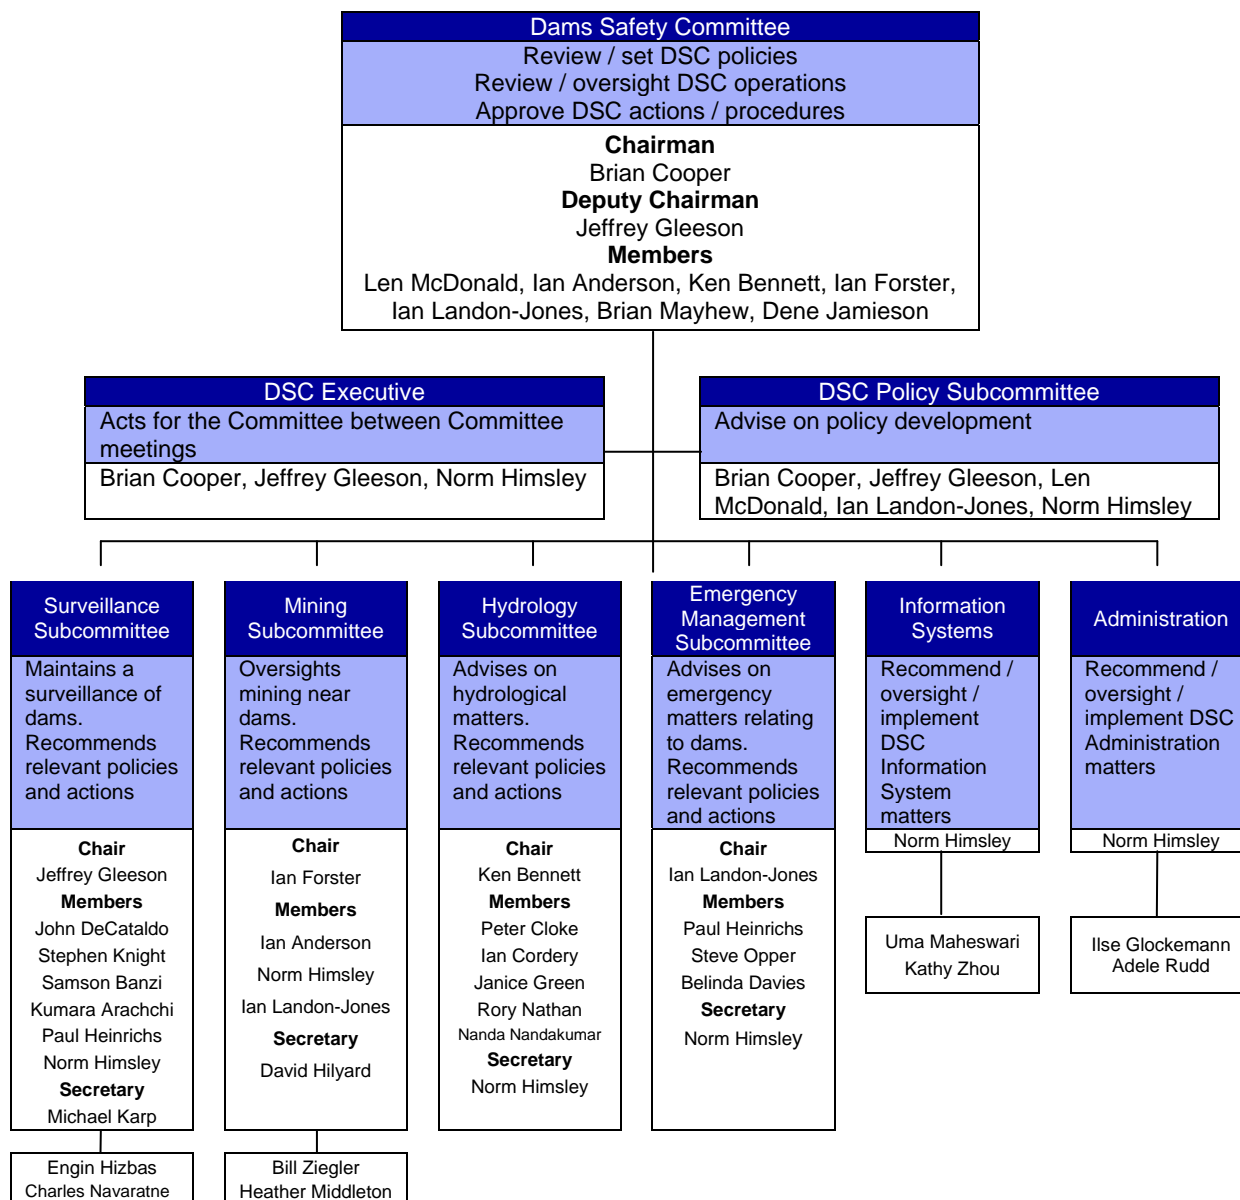 Dams Safety Committee
Review / set DSC policies
Review / oversight DSC operations
Approve DSC actions / procedures
Chairman
Brian Cooper
Deputy Chairman
Jeffrey Gleeson
Members
Len McDonald, Ian Anderson, Ken Bennett, Ian Forster,
Ian Landon-Jones, Brian Mayhew, Dene Jamieson
DSC Executive
Acts for the Committee between Committee
meetings
Brian Cooper, Jeffrey Gleeson, Norm Himsley
DSC Policy Subcommittee
Advise on policy development
Brian Cooper, Jeffrey Gleeson, Len
McDonald, Ian Landon-Jones, Norm Himsley
Surveillance
Subcommittee
Maintains a
surveillance of
dams.
Recommends
relevant policies
and actions
Chair
Jeffrey Gleeson
Members
John DeCataldo
Stephen Knight
Samson Banzi
Kumara Arachchi
Paul Heinrichs
Norm Himsley
Secretary
Michael Karp
Engin Hizbas
Charles Navaratne
Mining
Subcommittee
Oversights
mining near
dams.
Recommends
relevant policies
and actions
Chair
Ian Forster
Members
Ian Anderson
Norm Himsley
Ian Landon-Jones
Secretary
David Hilyard
Bill Ziegler
Heather Middleton
Hydrology
Subcommittee
Advises on
hydrological
matters.
Recommends
relevant policies
and actions
Chair
Ken Bennett
Members
Peter Cloke
Ian Cordery
Janice Green
Rory Nathan
Nanda Nandakumar
Secretary
Norm Himsley
Emergency
Management
Subcommittee
Advises on
emergency
matters relating
to dams.
Recommends
relevant policies
and actions
Chair
Ian Landon-Jones
Members
Paul Heinrichs
Steve Opper
Belinda Davies
Secretary
Norm Himsley
Information
Systems
Recommend /
oversight /
implement
DSC
Information
System
matters
Norm Himsley
Uma Maheswari
Kathy Zhou
Administration
Recommend /
oversight /
implement DSC
Administration
matters
Norm Himsley
Ilse Glockemann
Adele Rudd